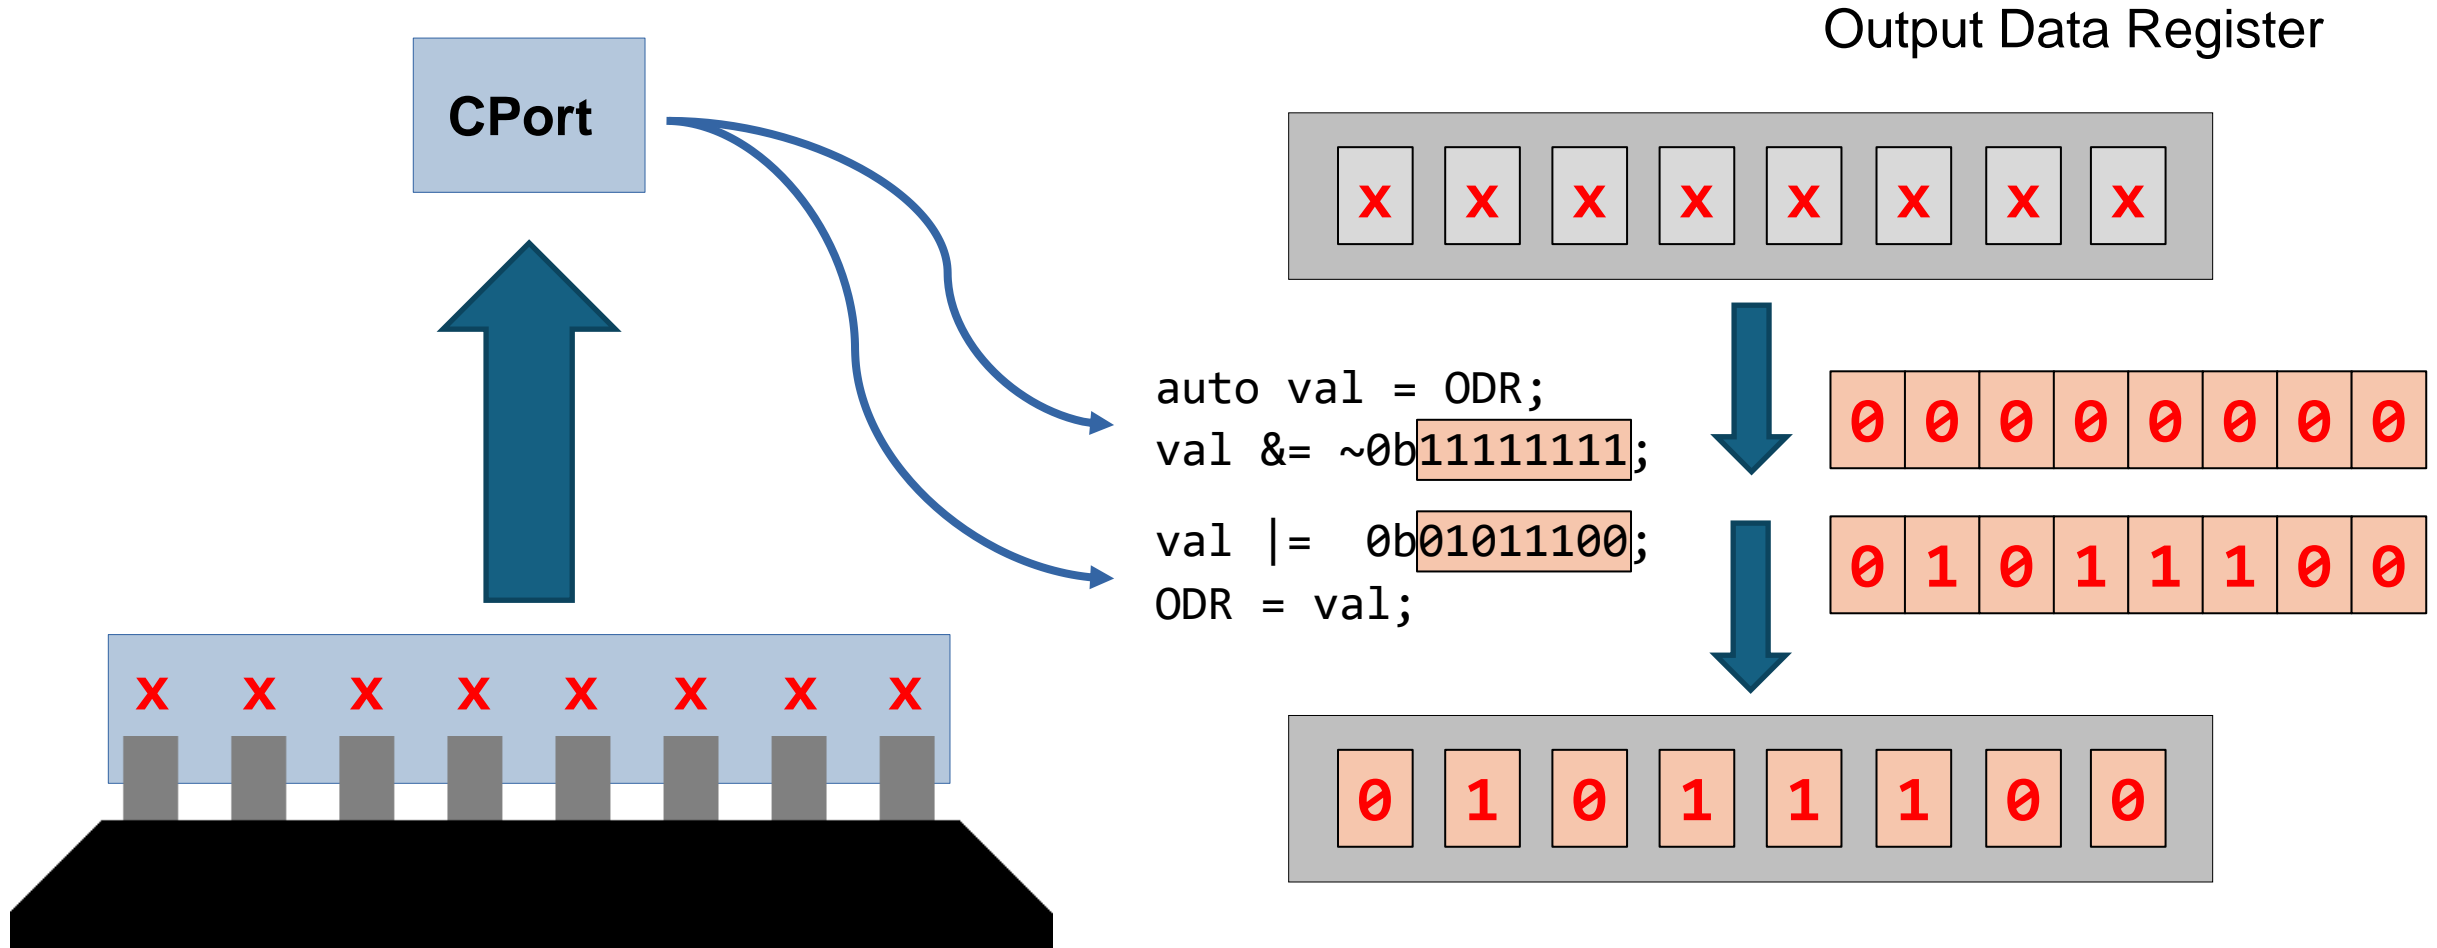 Output Data Register
CPort
x x x x x x x x
auto val = ODR;
val &= ~0b11111111;
0 0 0 0 0 0 0 0
val |= 0b01011100;
0 1 0 1 1 1 0 0
ODR = val;
x x x x x x x x
0 1 0 1 1 1 0 0